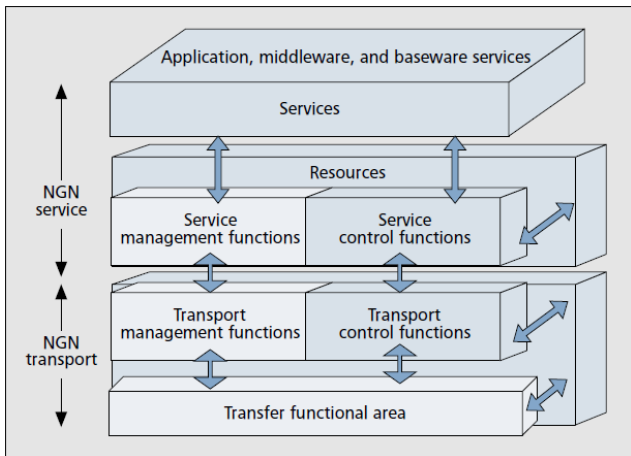 Application, middleware, and baseware services
Services
NGN
service
Resources
Service
management functions
Service
control functions
NGN
transport
Transport
management functions
Transport
control functions
Transfer functional area